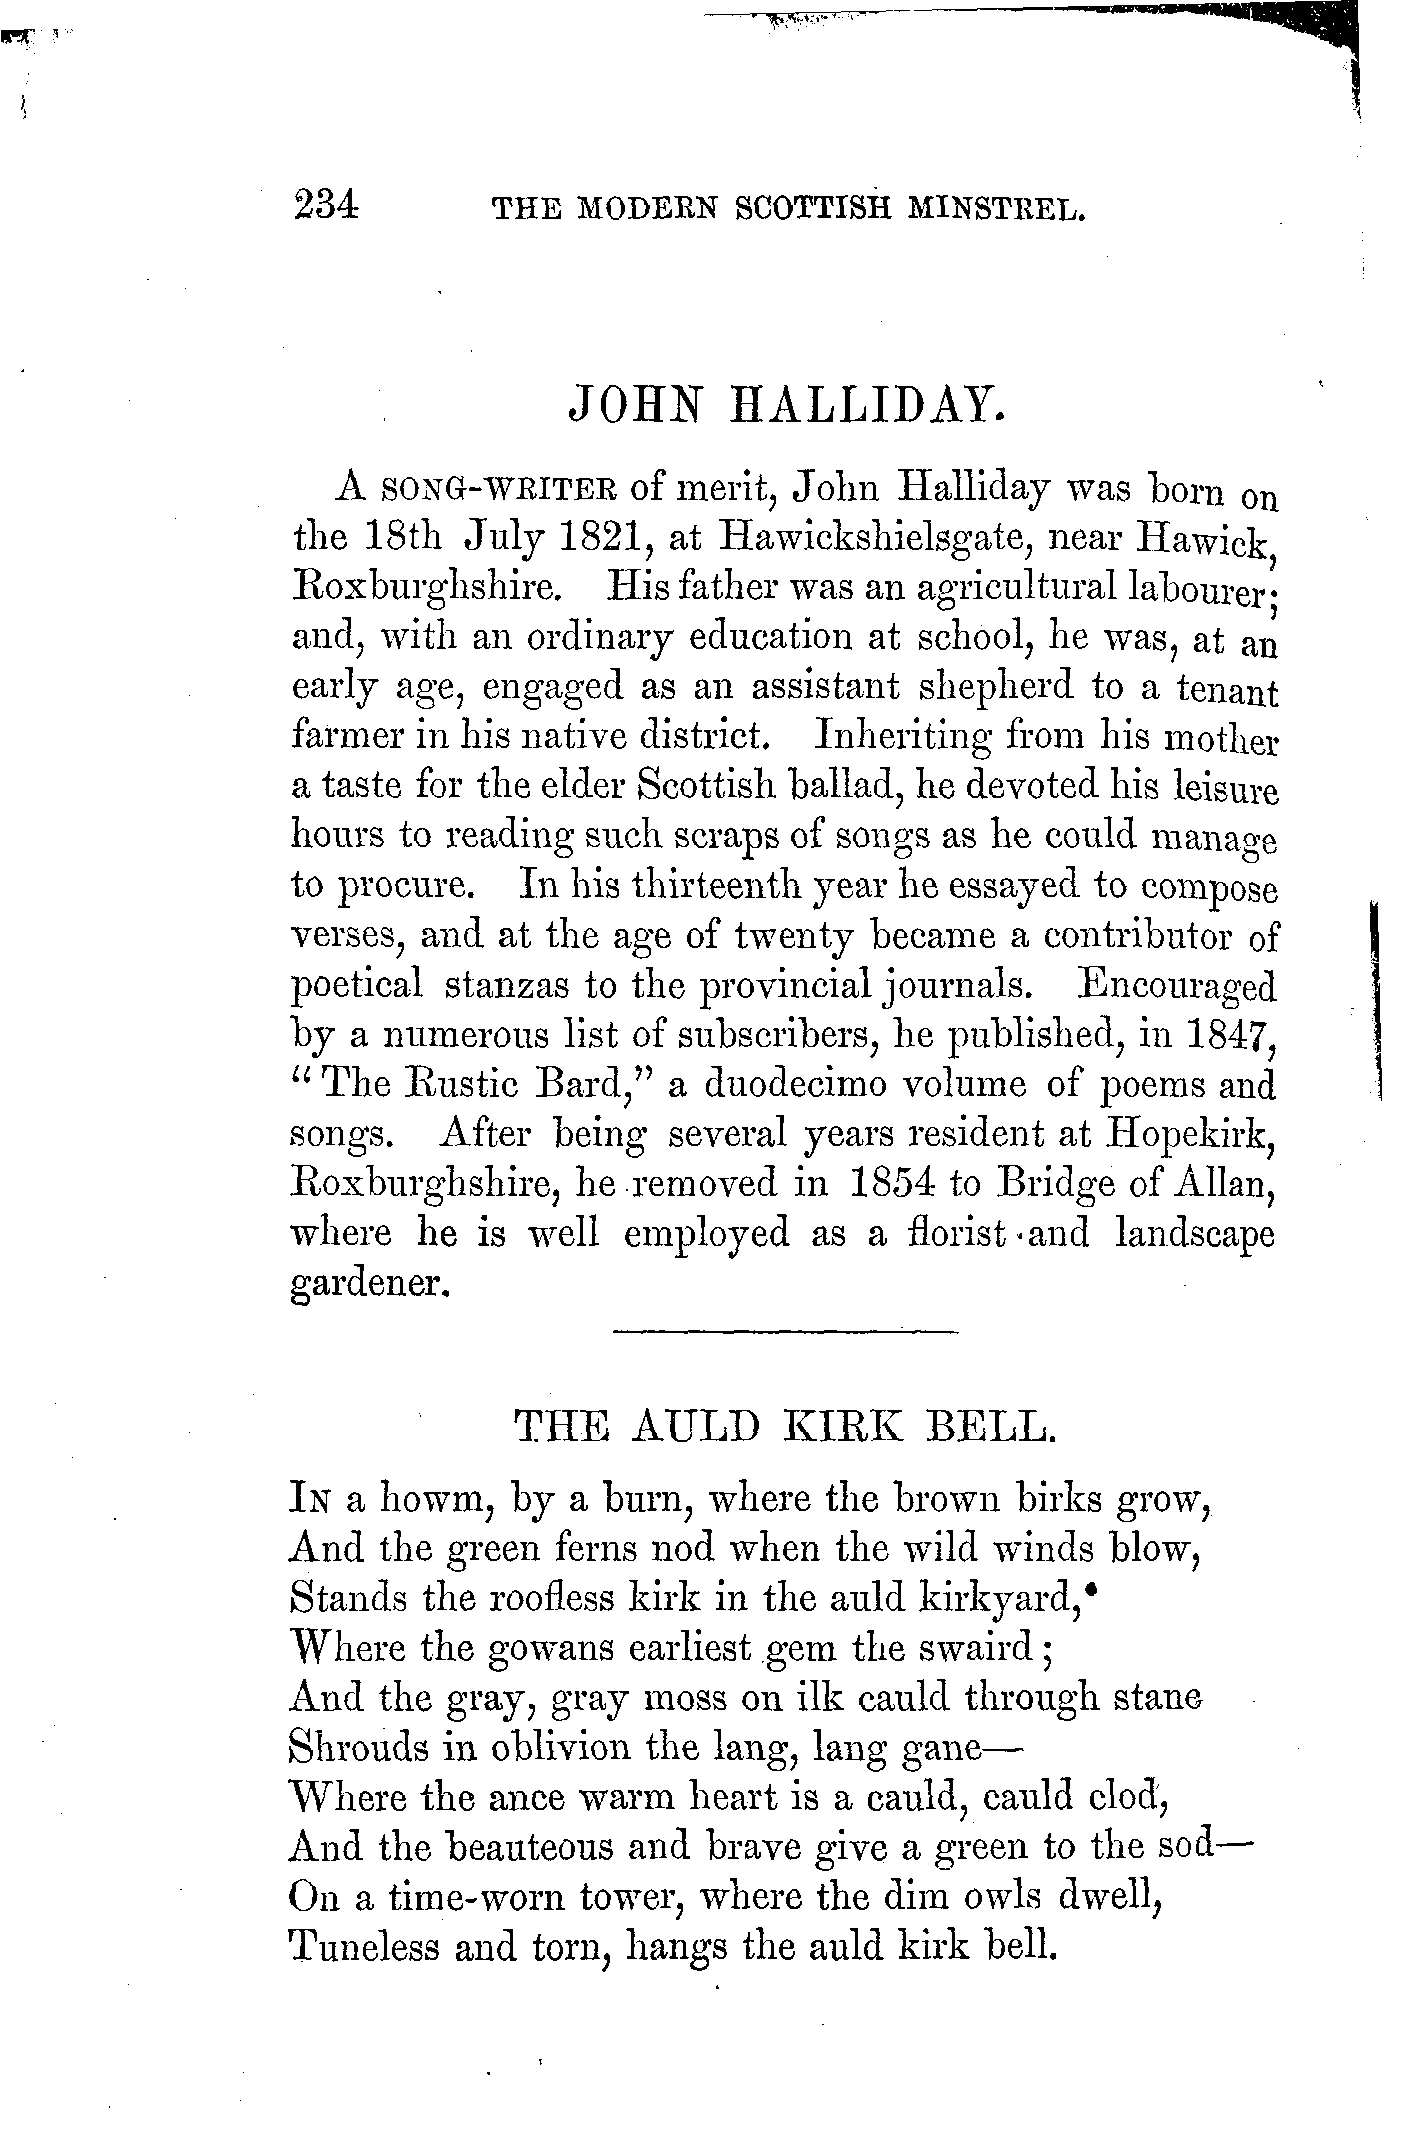 234 THE MODERN SCOTTISH MINSTREL.
JOHN HALLIDAY.
A SONG-WRITER of merit, John Halliday was born on
the 18th July 1821, at Hawickshielsgate, near Hawick,
Roxburghshire. His father was an agricultural labourer;
and, with an ordinary education at school, he was, at an
early age, engaged as an assistant shepherd to a tenant
farmer in his native district. Inheriting from his mother
a taste for the elder Scottish ballad, he devoted his leisure
hours to reading such scraps of songs as he could manage
to procure. In his thirteenth year he essayed to compose
verses, and at the age of twenty became a contributor of
poetical stanzas to the provincial journals. Encouraged
by a numerous list of subscribers, he published, in 1847,
“The Rustic Bard,” a duodecimo volume of poems and
songs. After being several years resident at Hopekirk,
Roxburghshire, he removed in 1854 to Bridge of Allan,
where he is well employed as a florist and landscape
gardener.
THE AULD KIRK BELL.
IN a howm, by a burn, where the brown birks grow,
And the green ferns nod when the wild winds blow,
Stands the roofless kirk in the auld kirkyard,
Where the gowans earliest gem the swaird;
And the gray, gray moss on ilk cauld through stane
Shrouds in oblivion the lang, lang gane—
Where the ance warm heart is a cauld, cauld clod,
And the beauteous and brave give a green to the sod—
On a time-worn tower, where the dim owls dwell,
Tuneless and torn, hangs the auld kirk bell.